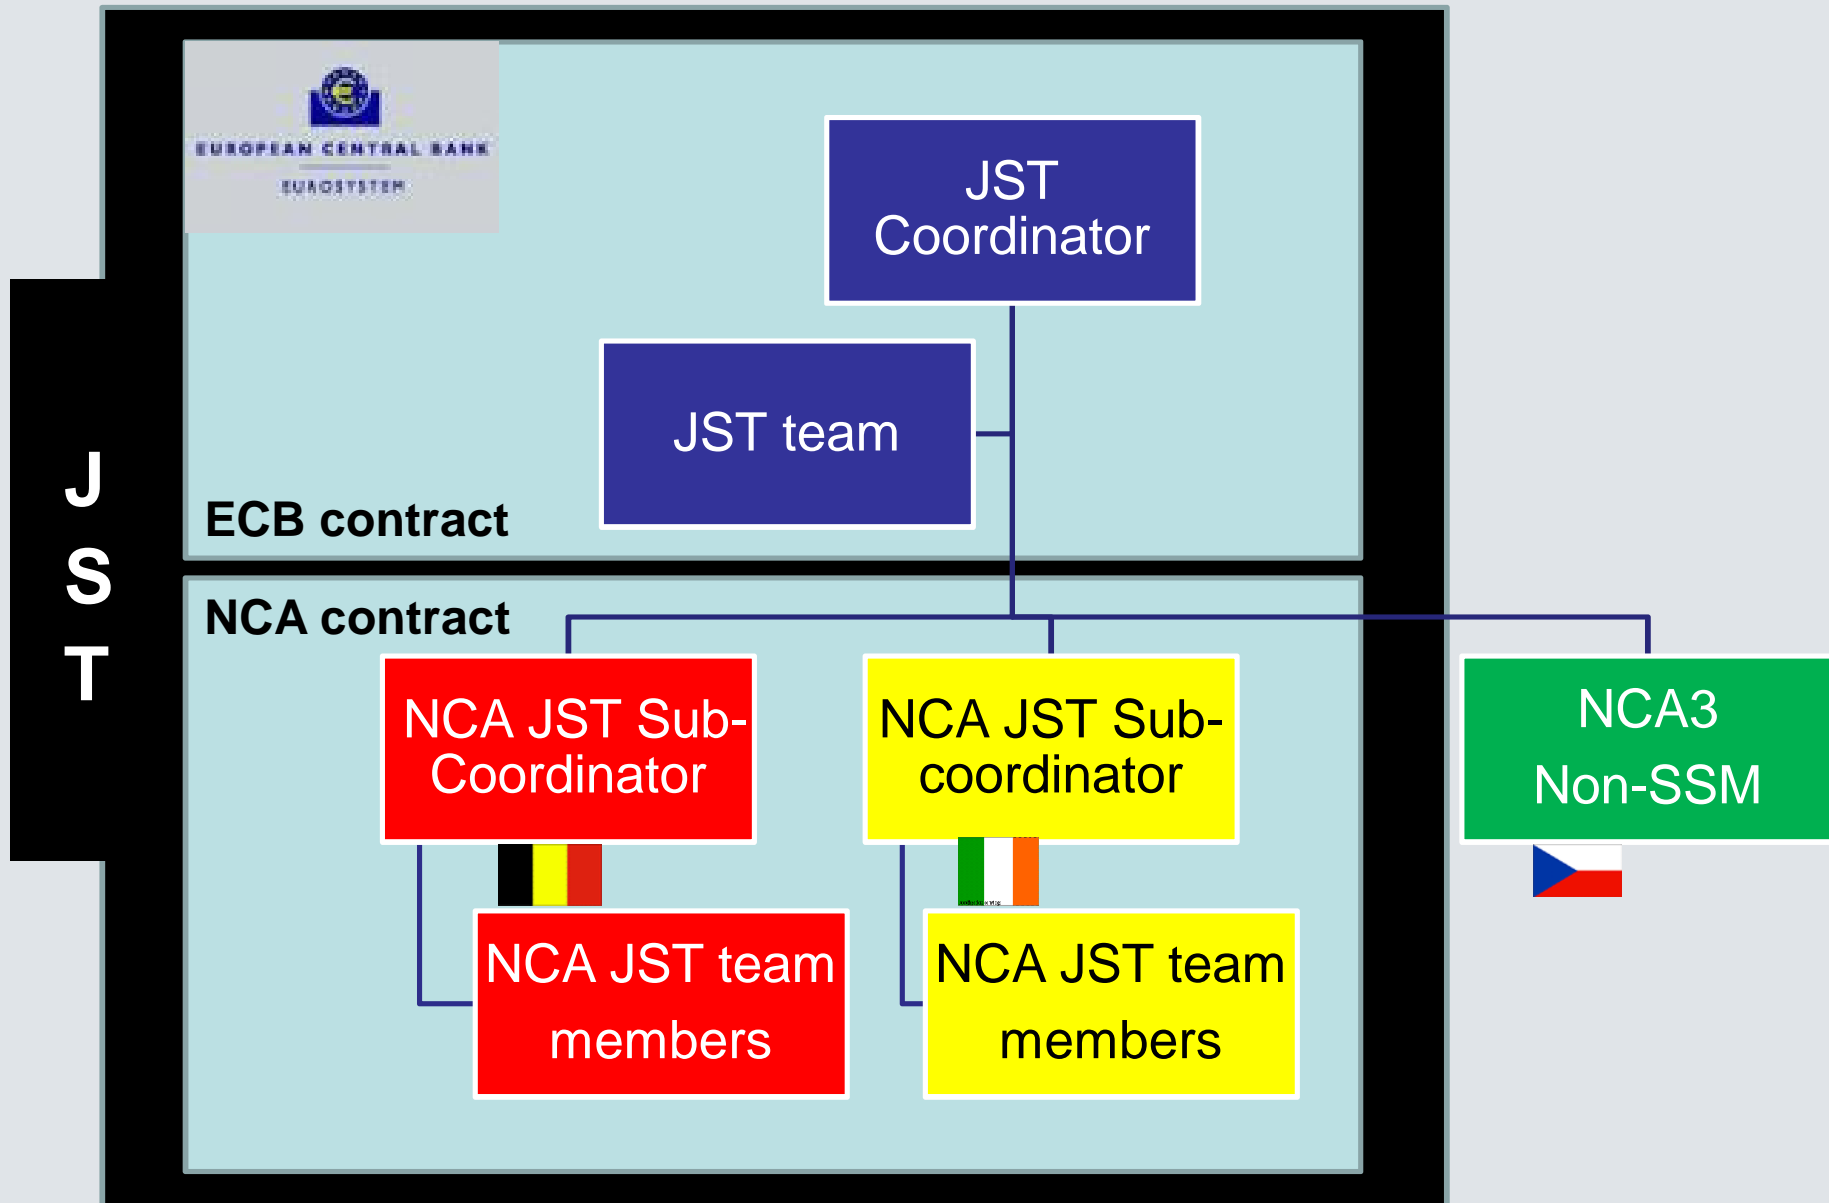 EUROPEAN CENTRAL BANK
EUROSYSTEM
JST
Coordinator
JST team
ECB contract
J
S
T
NCA contract
NCA JST Sub-
Coordinator
NCA JST Sub-
coordinator
NCA3
Non-SSM
NCA JST team
members
NCA JST team
members